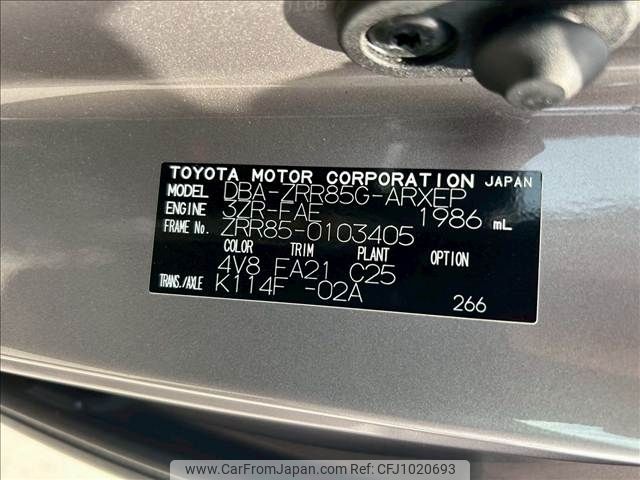 TOYOTA MOTOR CORPORATION JAPAN
MODEL DBA-ZRR85G-ARXEP
ENGINE 3ZR-FAE 1986 mL
FRAME No. ZRR85-0103405
COLOR TRIM PLANT OPTION
4V8 FA21 C25
TRANS./AXLE K114F -02A
266
www.CarFromJapan.com | Ref No: CFJ1020693